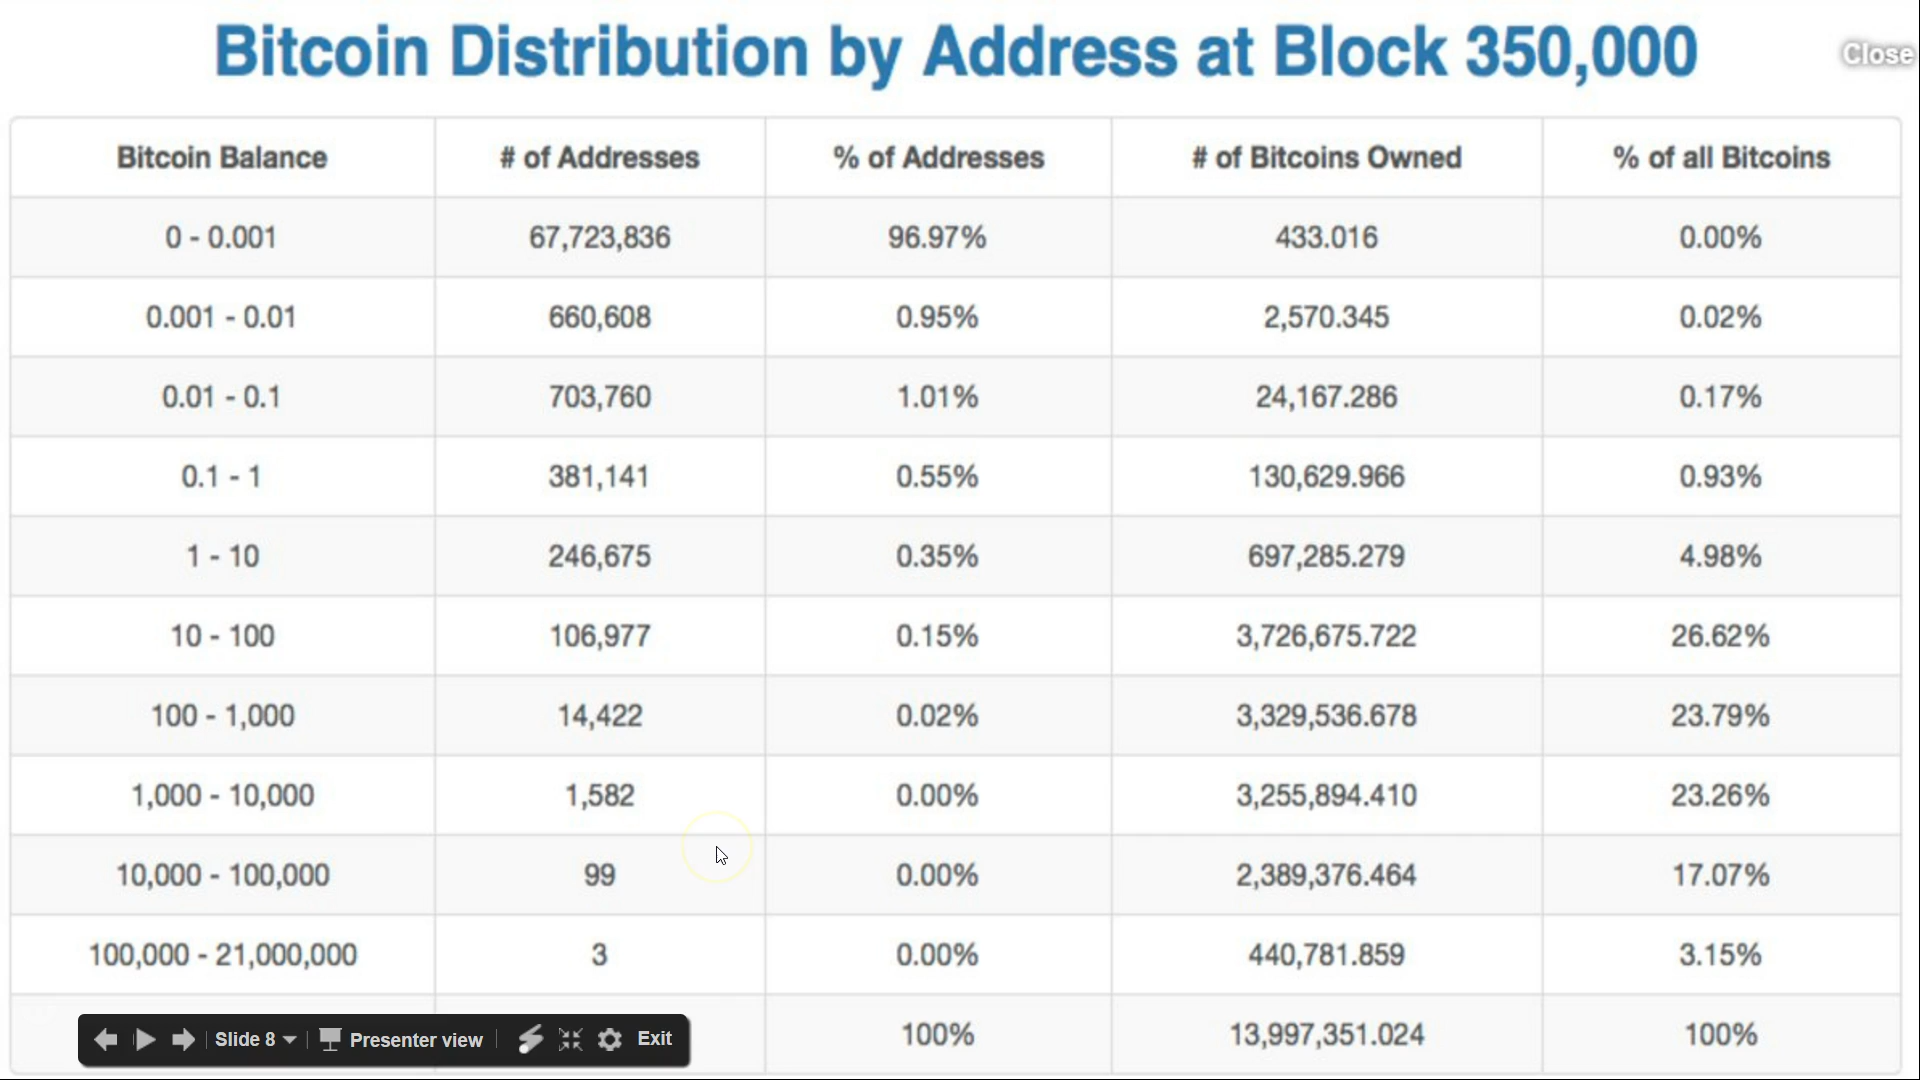 Bitcoin Distribution by Address at Block 350,000
Close
Bitcoin Balance # of Addresses % of Addresses # of Bitcoins Owned % of all Bitcoins
0 - 0.001 67,723,836 96.97% 433.016 0.00%
0.001 - 0.01 660,608 0.95% 2,570.345 0.02%
0.01 - 0.1 703,760 1.01% 24,167.286 0.17%
0.1 - 1 381,141 0.55% 130,629.966 0.93%
1 - 10 246,675 0.35% 697,285.279 4.98%
10 - 100 106,977 0.15% 3,726,675.722 26.62%
100 - 1,000 14,422 0.02% 3,329,536.678 23.79%
1,000 - 10,000 1,582 0.00% 3,255,894.410 23.26%
10,000 - 100,000 99 0.00% 2,389,376.464 17.07%
100,000 - 21,000,000 3 0.00% 440,781.859 3.15%
100% 13,997,351.024 100%
Slide 8 Presenter view Exit